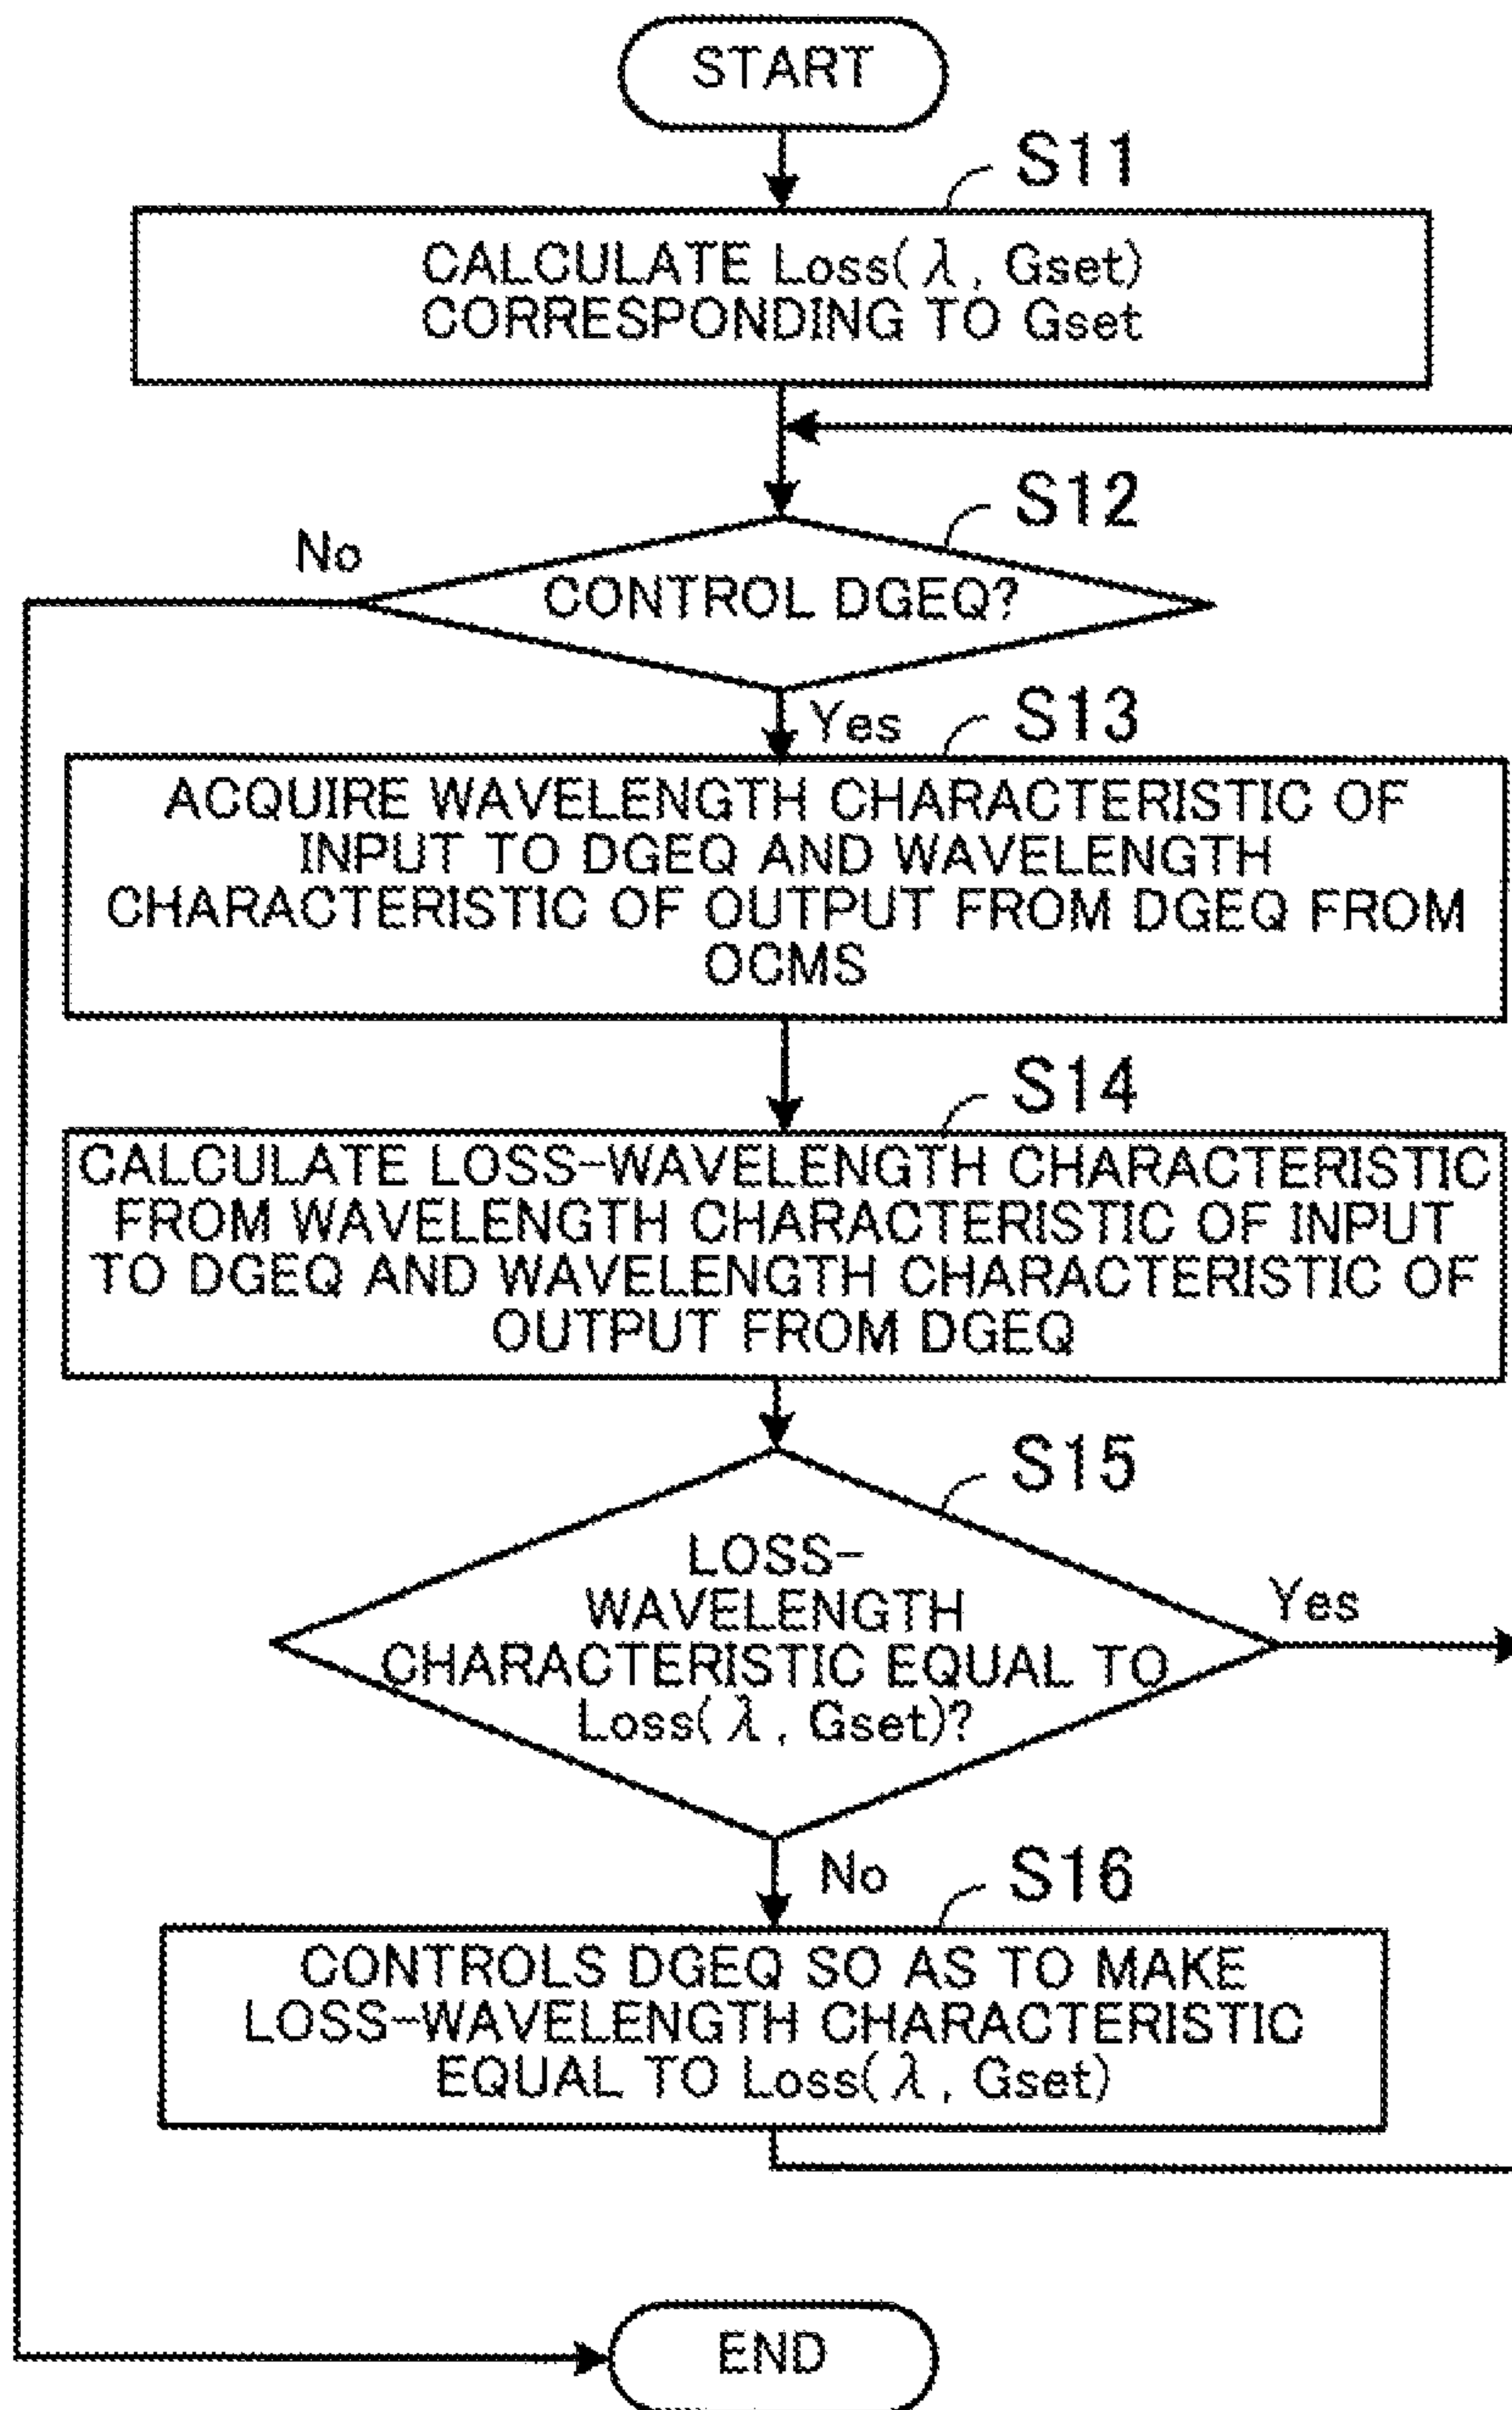 START
S11
CALCULATE Loss(λ, Gset)
CORRESPONDING TO Gset
S12
No
CONTROL DGEQ?
Yes
S13
ACQUIRE WAVELENGTH CHARACTERISTIC OF
INPUT TO DGEQ AND WAVELENGTH
CHARACTERISTIC OF OUTPUT FROM DGEQ FROM
OCMS
S14
CALCULATE LOSS-WAVELENGTH CHARACTERISTIC
FROM WAVELENGTH CHARACTERISTIC OF INPUT
TO DGEQ AND WAVELENGTH CHARACTERISTIC OF
OUTPUT FROM DGEQ
S15
LOSS-
WAVELENGTH
CHARACTERISTIC EQUAL TO
Loss(λ, Gset)?
Yes
No
S16
CONTROLS DGEQ SO AS TO MAKE
LOSS-WAVELENGTH CHARACTERISTIC
EQUAL TO Loss(λ, Gset)
END